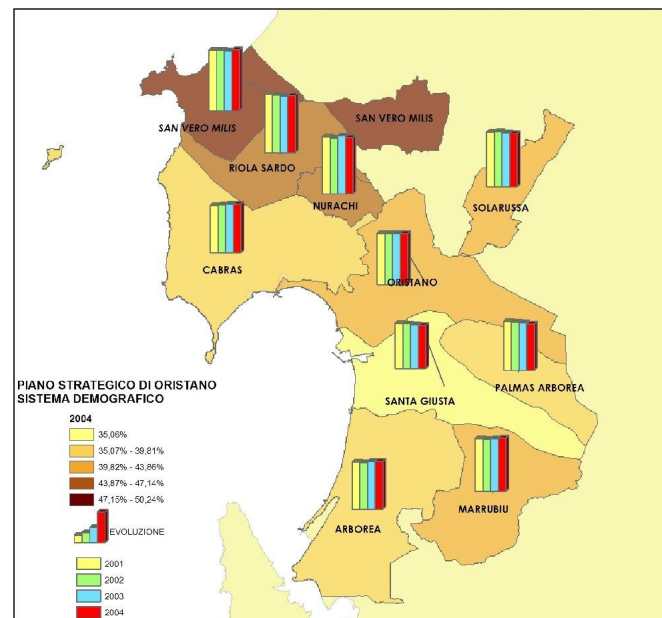 SAN VERO MILIS
SAN VERO MILIS
RIOLA SARDO
NURACHI
SOLARUSSA
CABRAS
ORISTANO
PALMAS ARBOREA
SANTA GIUSTA
ARBOREA
MARRUBIU
PIANO STRATEGICO DI ORISTANO
SISTEMA DEMOGRAFICO
2004
35,06%
35,07% - 39,81%
39,82% - 43,86%
43,87% - 47,14%
47,15% - 50,24%
EVOLUZIONE
2001
2002
2003
2004